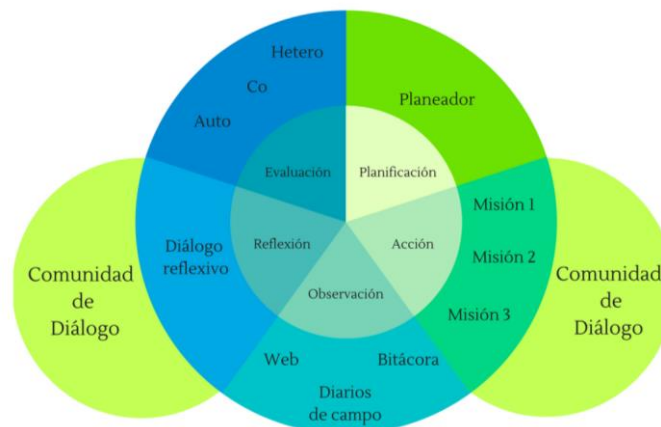 Hetero
Co
Auto
Planeador
Evaluación
Planificación
Misión 1
Misión 2
Misión 3
Diálogo
reflexivo
Reflexión
Acción
Observación
Comunidad
de
Diálogo
Comunidad
de
Diálogo
Web
Bitácora
Diarios
de campo